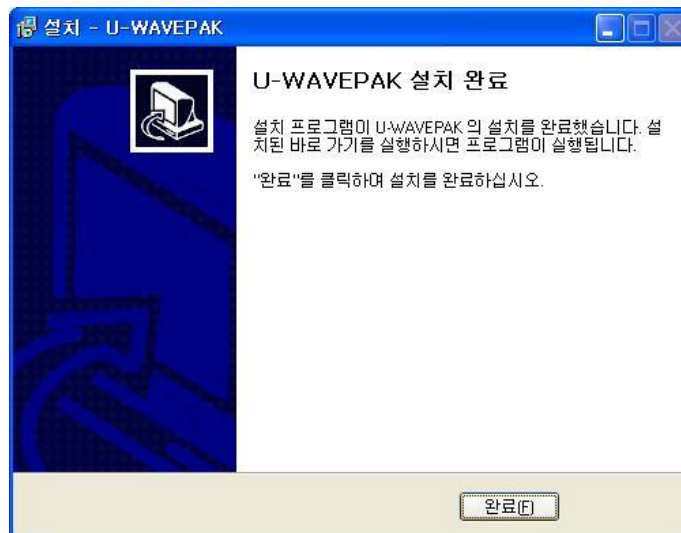 설치 - U-WAVEPAK
U-WAVEPAK 설치 완료
설치 프로그램이 U-WAVEPAK 의 설치를 완료했습니다. 설
치된 바로 가기를 실행하시면 프로그램이 실행됩니다.
"완료"를 클릭하여 설치를 완료하십시오.
완료(F)